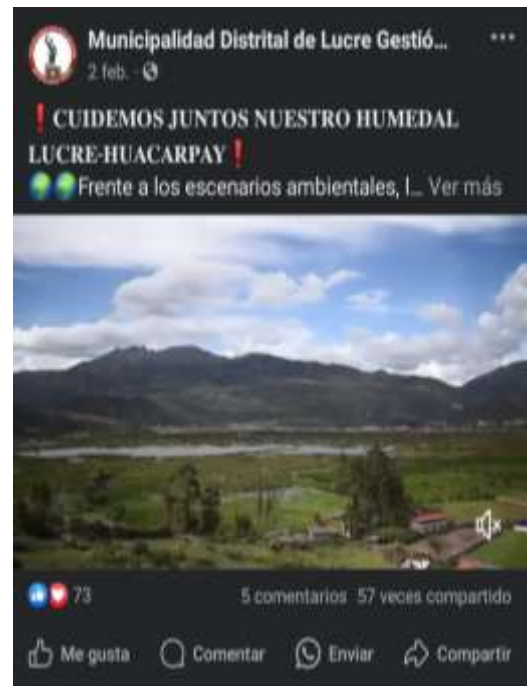 Municipalidad Distrital de Lucre Gestió...
2 feb. ·
❗CUIDEMOS JUNTOS NUESTRO HUMEDAL
LUCRE-HUACARPAY❗
🌍🌍Frente a los escenarios ambientales, l... Ver más
73
5 comentarios 57 veces compartido
Me gusta Comentar Enviar Compartir